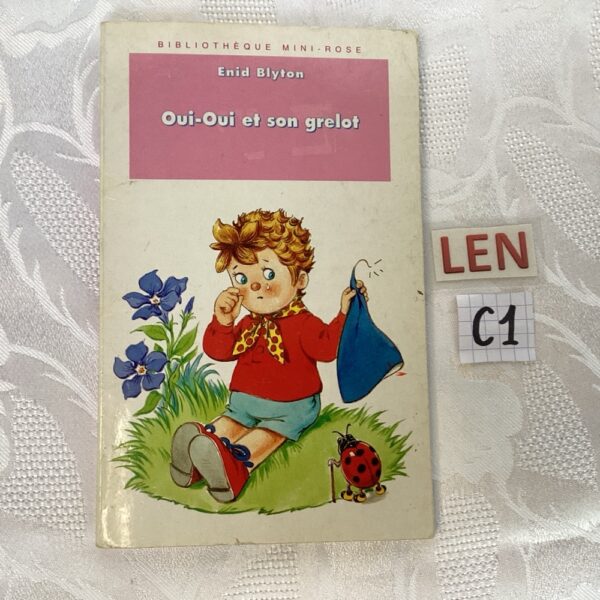 BIBLIOTHÈQUE MINI-ROSE
Enid Blyton
Oui-Oui et son grelot
LEN
C1